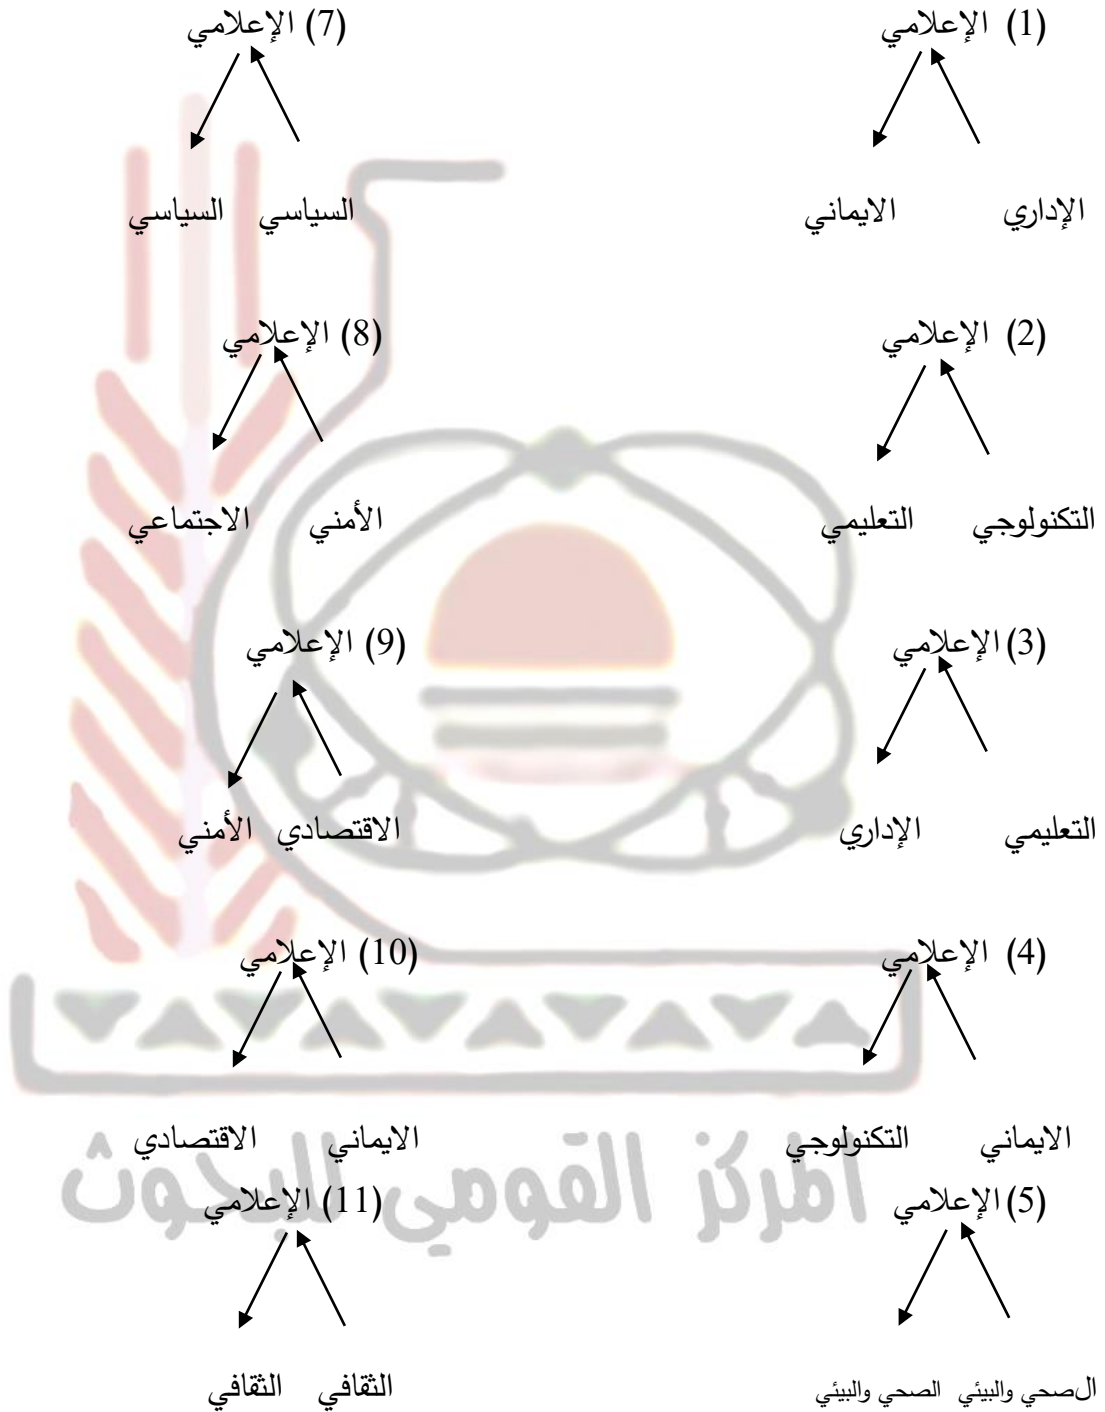 (1) الإعلامي (7) الإعلامي
الإداري الايماني السياسي السياسي
(2) الإعلامي (8) الإعلامي
التكنولوجي التعليمي الأمني الاجتماعي
(3) الإعلامي (9) الإعلامي
التعليمي الإداري الاقتصادي الأمني
(4) الإعلامي (10) الإعلامي
الايماني التكنولوجي الايماني الاقتصادي
المركز القومي للبحوث
(5) الإعلامي (11) الإعلامي
الصحي والبيئي الصحي والبيئي الثقافي الثقافي